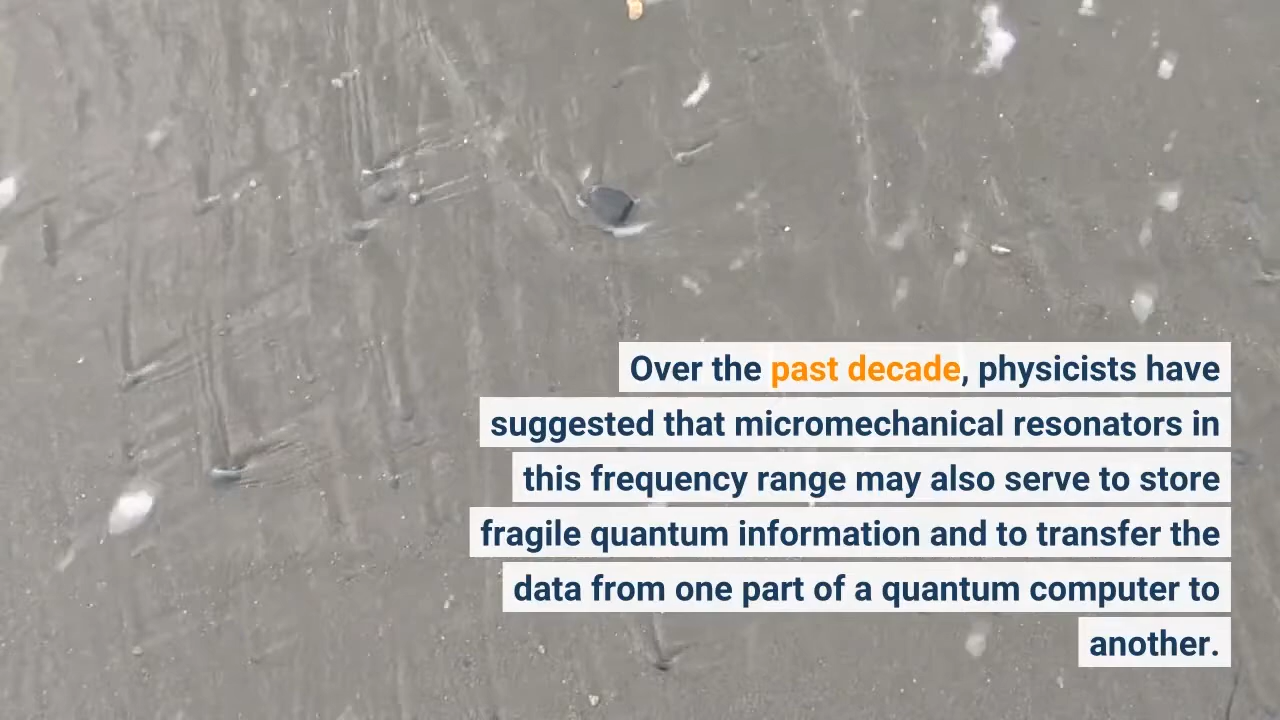 Over the past decade, physicists have
suggested that micromechanical resonators in
this frequency range may also serve to store
fragile quantum information and to transfer the
data from one part of a quantum computer to
another.